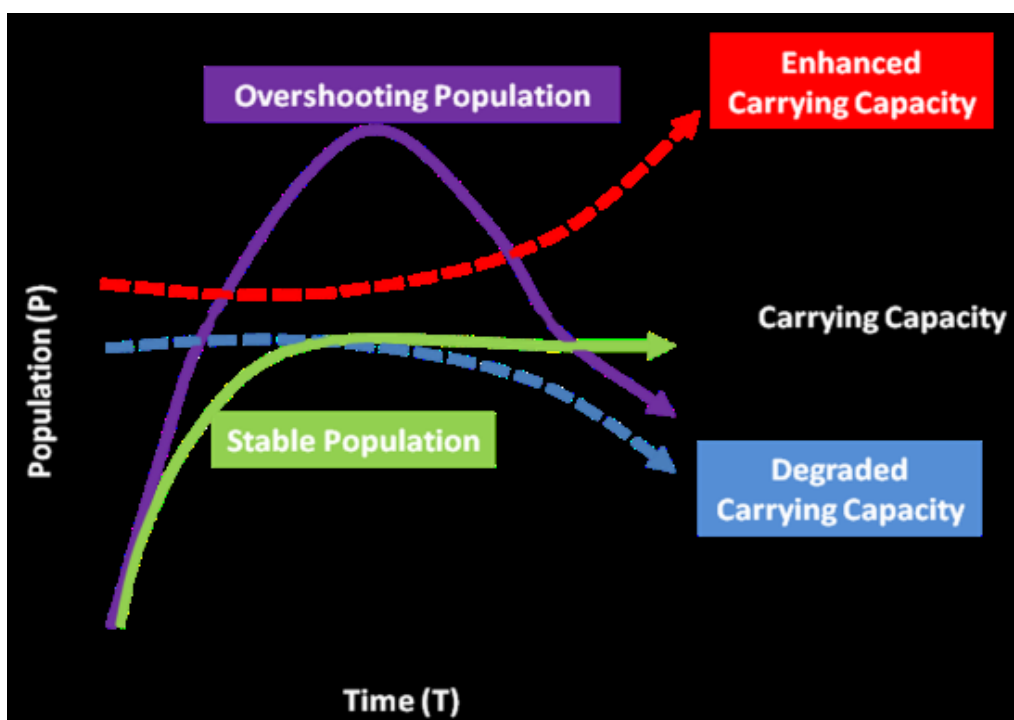 Enhanced
Carrying Capacity
Overshooting Population
Carrying Capacity
Population (P)
Stable Population
Degraded
Carrying Capacity
Time (T)